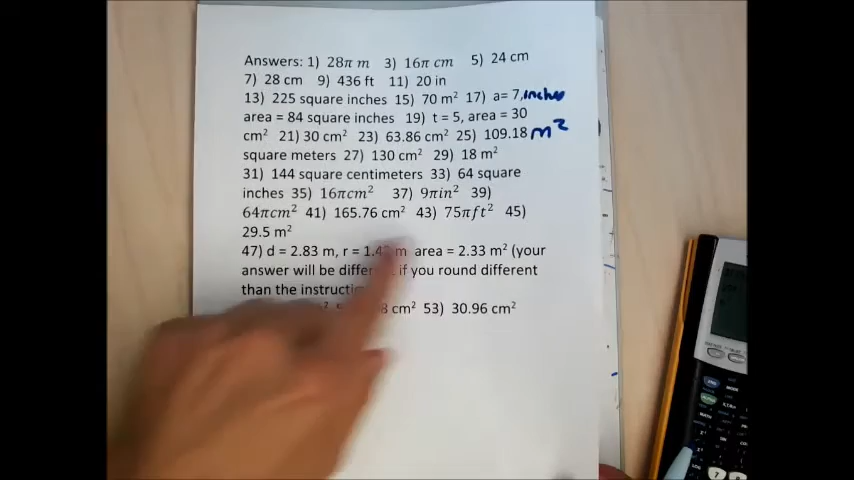 Answers: 1) 28π m 3) 16π cm 5) 24 cm
7) 28 cm 9) 436 ft 11) 20 in
13) 225 square inches 15) 70 m² 17) a= 7, inches
area = 84 square inches 19) t = 5, area = 30
cm² 21) 30 cm² 23) 63.86 cm² 25) 109.18 m²
square meters 27) 130 cm² 29) 18 m²
31) 144 square centimeters 33) 64 square
inches 35) 16πcm² 37) 9πin² 39)
64πcm² 41) 165.76 cm² 43) 75πft² 45)
29.5 m²
47) d = 2.83 m, r = m area = 2.33 m² (your
answer will be if you round different
than the
cm² 53) 30.96 cm²